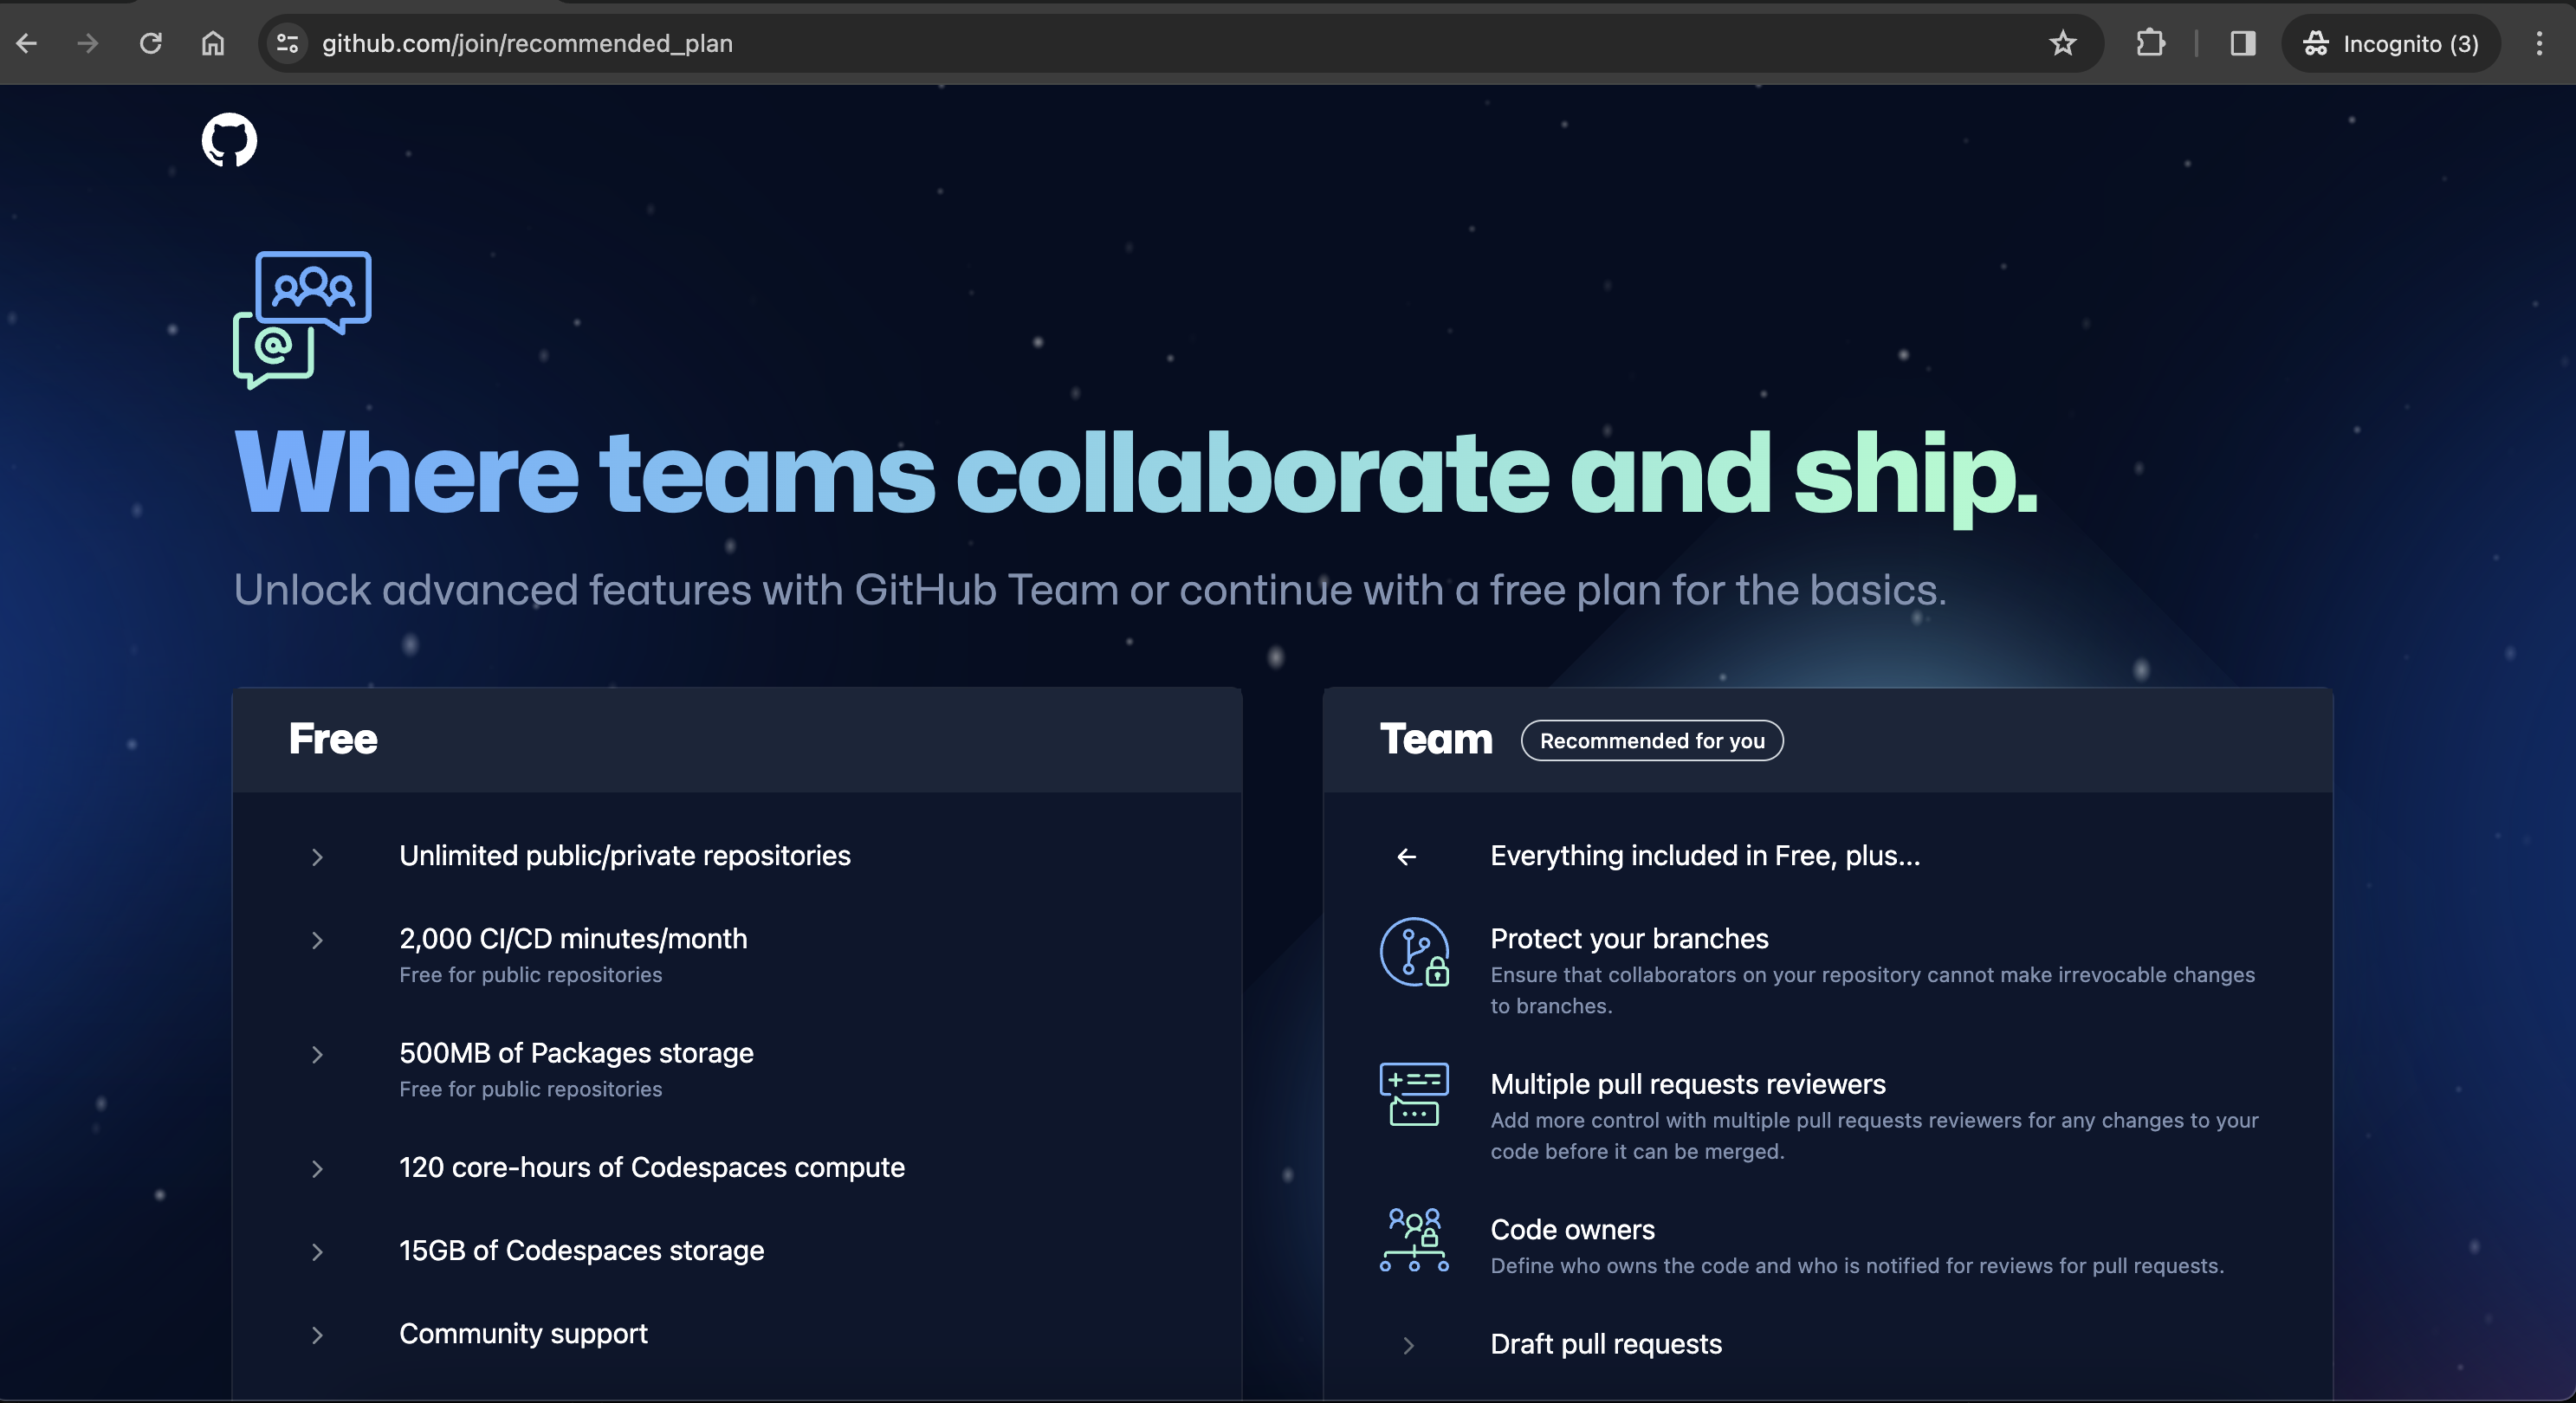 github.com/join/recommended_plan
Incognito (3)
@
Where teams collaborate and ship.
Unlock advanced features with GitHub Team or continue with a free plan for the basics.
Free
Unlimited public/private repositories
2,000 CI/CD minutes/month
Free for public repositories
500MB of Packages storage
Free for public repositories
120 core-hours of Codespaces compute
15GB of Codespaces storage
Community support
Team
Recommended for you
Everything included in Free, plus...
Protect your branches
Ensure that collaborators on your repository cannot make irrevocable changes
to branches.
Multiple pull requests reviewers
Add more control with multiple pull requests reviewers for any changes to your
code before it can be merged.
Code owners
Define who owns the code and who is notified for reviews for pull requests.
Draft pull requests